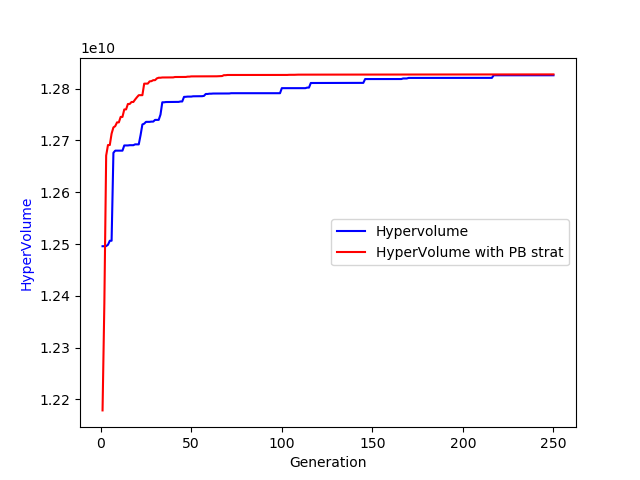 1e10
1.28
1.27
1.26
1.25
1.24
1.23
1.22
HyperVolume
Hypervolume
HyperVolume with PB strat
0 50 100 150 200 250
Generation